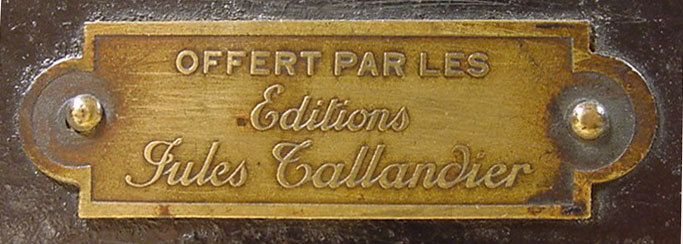 OFFERT PAR LES
Editions
Jules Tallandier